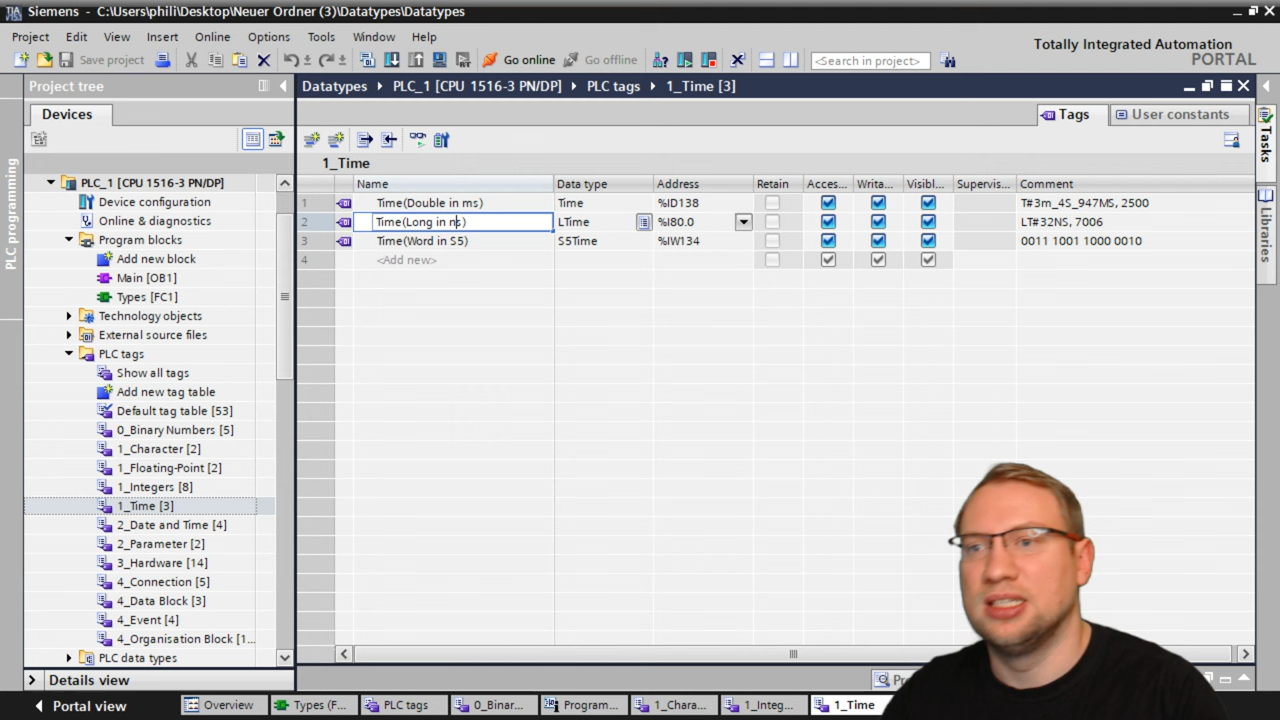 Siemens - C:\Users\phili\Desktop\Neuer Ordner (3)\Datatypes\Datatypes
Project Edit View Insert Online Options Tools Window Help
Totally Integrated Automation
PORTAL
Save project Go online Go offline <Search in project>
Project tree
Datatypes PLC_1 [CPU 1516-3 PN/DP] PLC tags 1_Time [3]
Devices
Tags User constants
PLC programming
PLC_1 [CPU 1516-3 PN/DP]
Device configuration
Online & diagnostics
Program blocks
Add new block
Main [OB1]
Types [FC1]
Technology objects
External source files
PLC tags
Show all tags
Add new tag table
Default tag table [53]
0_Binary Numbers [5]
1_Character [2]
1_Floating-Point [2]
1_Integers [8]
1_Time [3]
2_Date and Time [4]
2_Parameter [2]
3_Hardware [14]
4_Connection [5]
4_Data Block [3]
4_Event [4]
4_Organisation Block [1...
PLC data types
Details view
1_Time
Name Data type Address Retain Acces... Writa... Visibl... Supervis... Comment
1 Time(Double in ms) Time %ID138 T#3m_4S_947MS, 2500
2 Time(Long in ns) LTime %I80.0 LT#32NS, 7006
3 Time(Word in S5) S5Time %IW134 0011 1001 1000 0010
4 <Add new>
Tasks
Libraries
Portal view Overview Types (F... PLC tags 0_Binar... Program... 1_Chara... 1_Integ... 1_Time